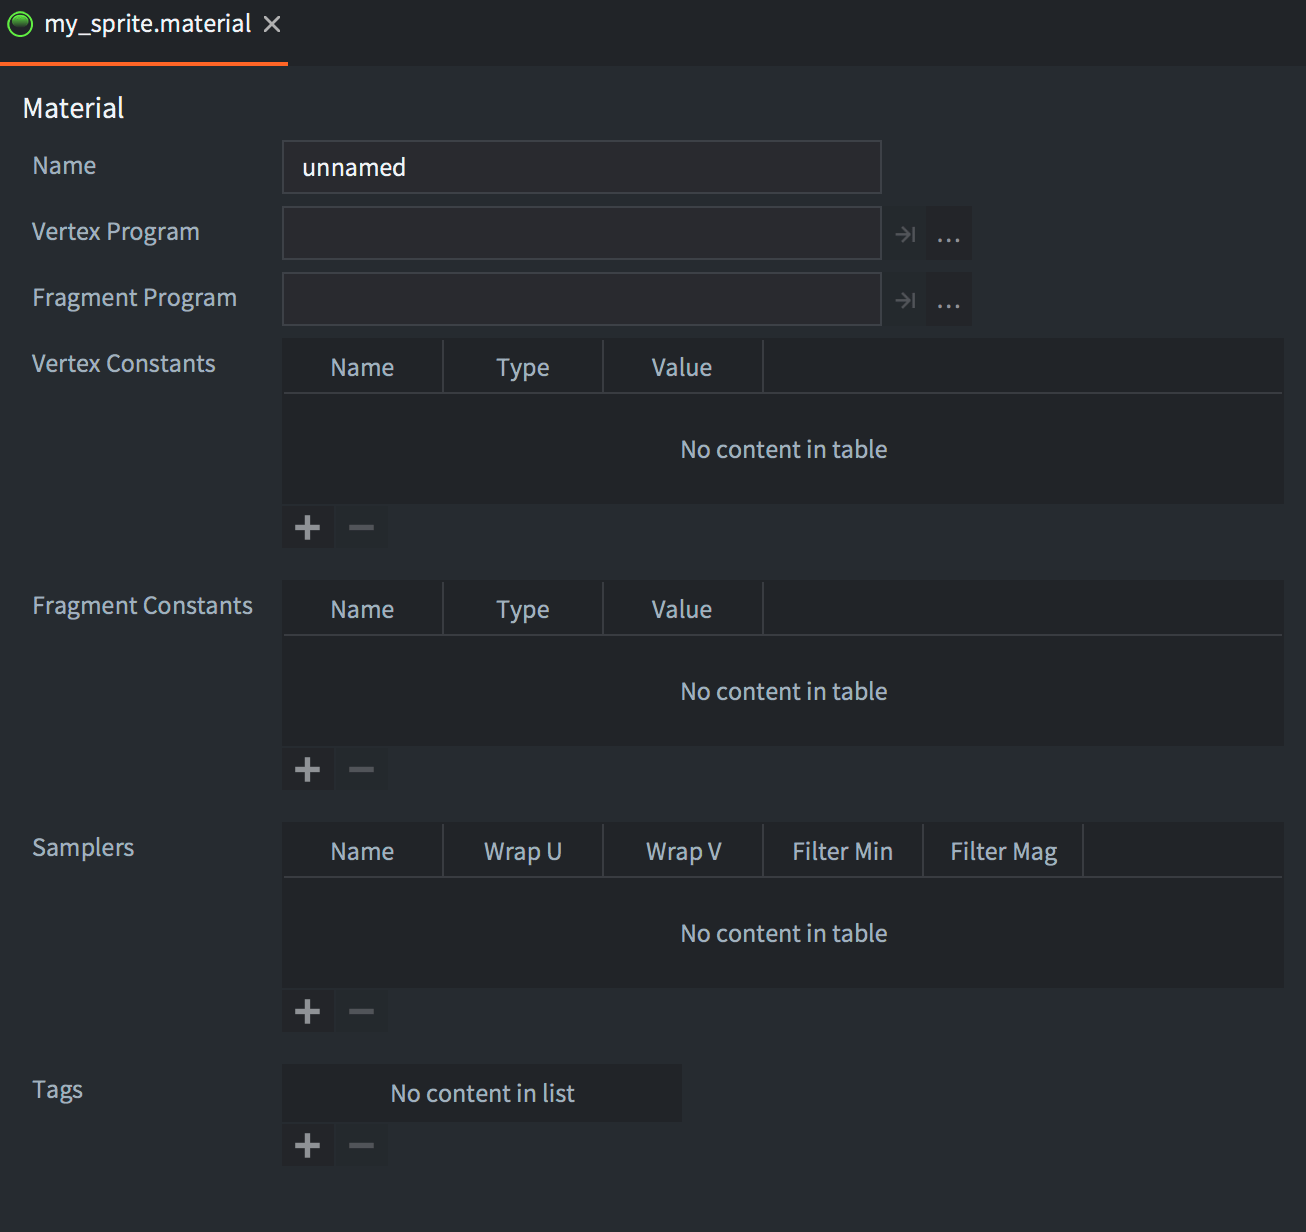 my_sprite.material
Material
Name unnamed
Vertex Program ...
Fragment Program ...
Vertex Constants Name Type Value
No content in table
Fragment Constants Name Type Value
No content in table
Samplers Name Wrap U Wrap V Filter Min Filter Mag
No content in table
Tags No content in list